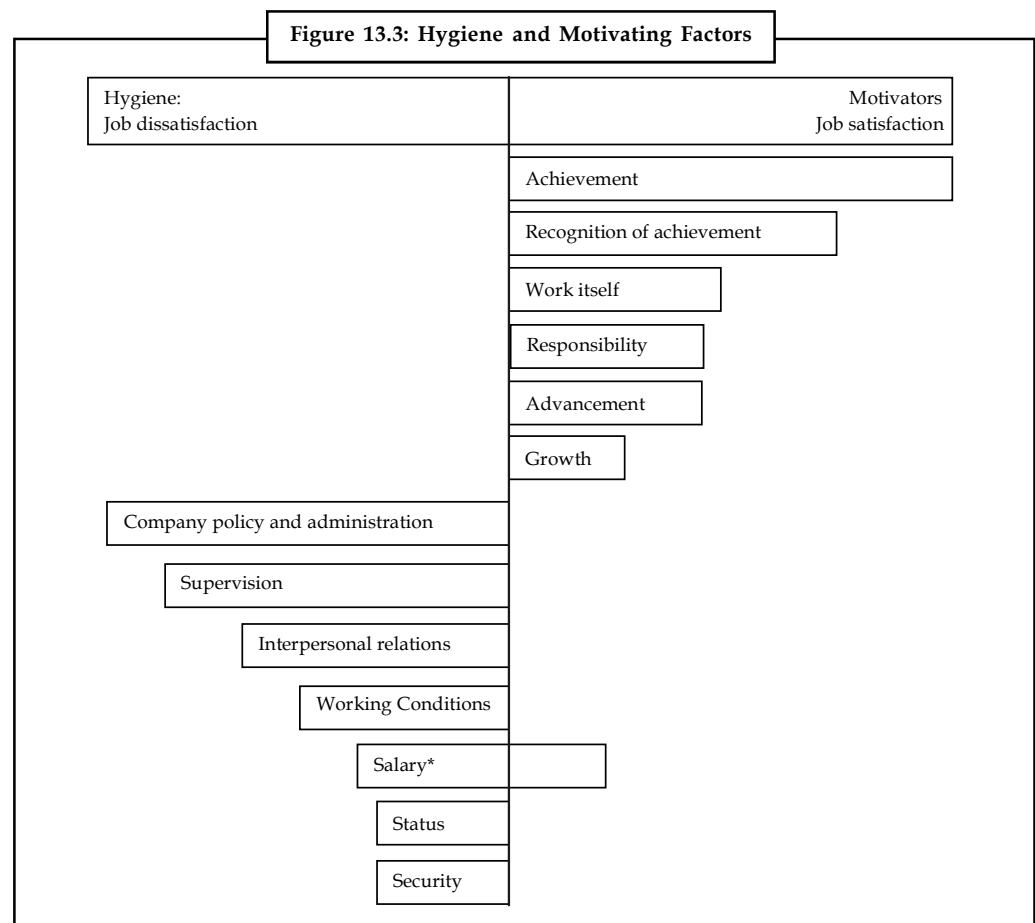 Figure 13.3: Hygiene and Motivating Factors
Hygiene:
Job dissatisfaction
Motivators
Job satisfaction
Achievement
Recognition of achievement
Work itself
Responsibility
Advancement
Growth
Company policy and administration
Supervision
Interpersonal relations
Working Conditions
Salary*
Status
Security